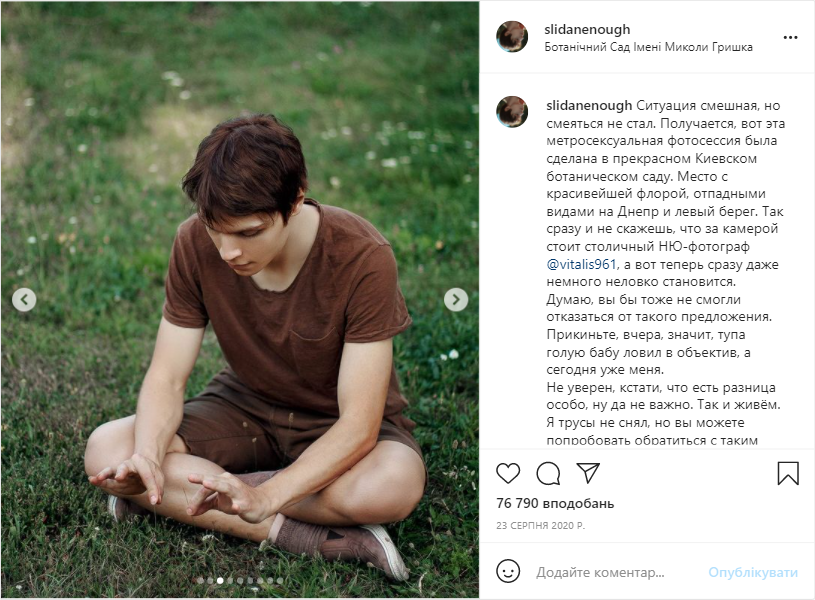 slidanenough
Ботанічний Сад Імені Миколи Гришка
slidanenough Ситуация смешная, но
смеяться не стал. Получается, вот эта
метросексуальная фотосессия была
сделана в прекрасном Киевском
ботаническом саду. Место с
красивейшей флорой, отпадными
видами на Днепр и левый берег. Так
сразу и не скажешь, что за камерой
стоит столичный НЮ-фотограф
@vitalis961, а вот теперь сразу даже
немного неловко становится.
Думаю, вы бы тоже не смогли
отказаться от такого предложения.
Прикиньте, вчера, значит, тупа
голую бабу ловил в объектив, а
сегодня уже меня.
Не уверен, кстати, что есть разница
особо, ну да не важно. Так и живём.
Я трусы не снял, но вы можете
попробовать обратиться с таким
76 790 вподобань
23 СЕРПНЯ 2020 Р.
Додайте коментар...
Опублікувати